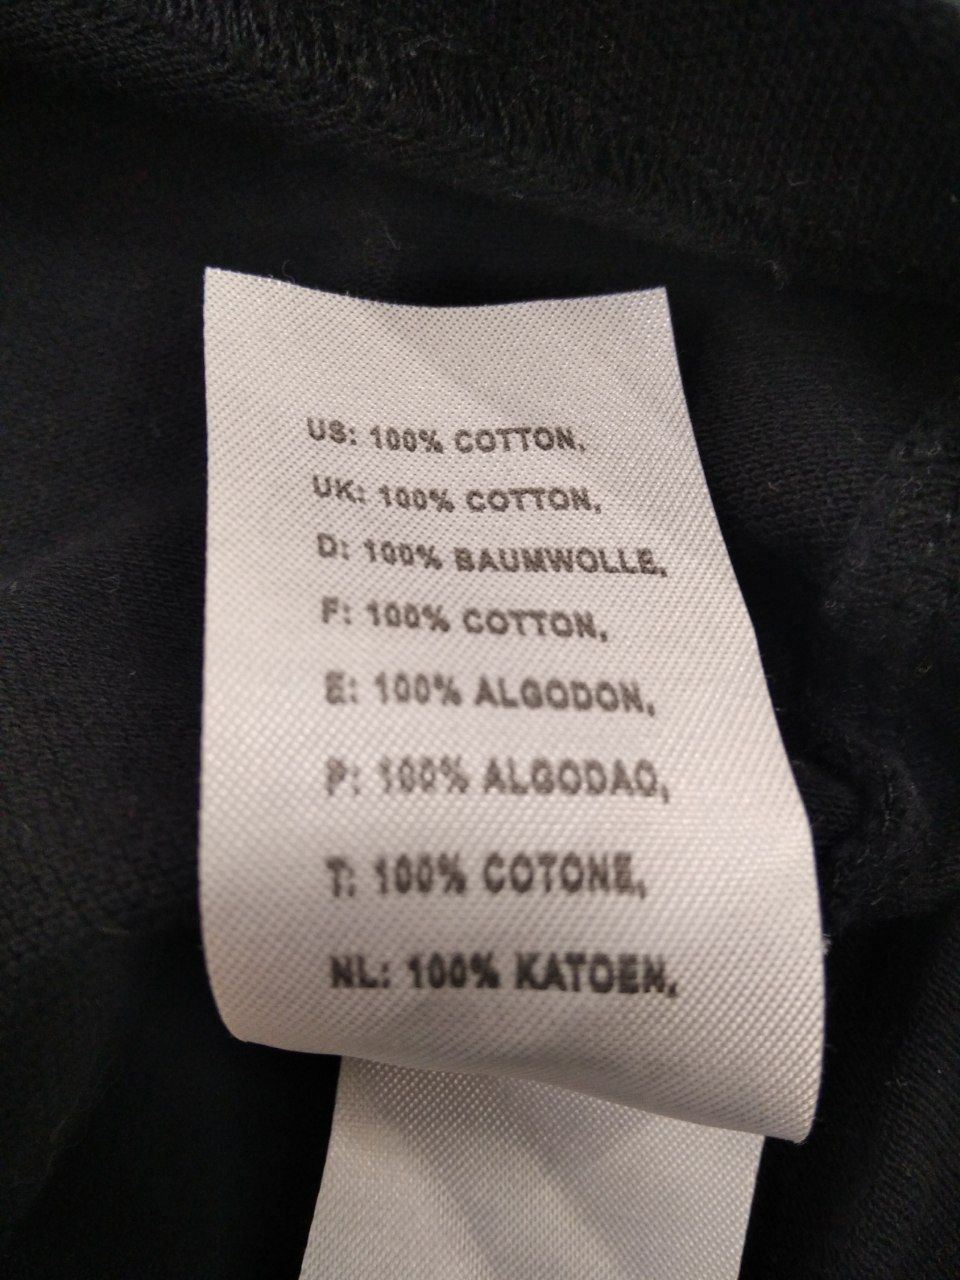 US: 100% COTTON,
UK: 100% COTTON,
D: 100% BAUMWOLLE,
F: 100% COTTON,
E: 100% ALGODON,
P: 100% ALGODAO,
T: 100% COTONE,
NL: 100% KATOEN,